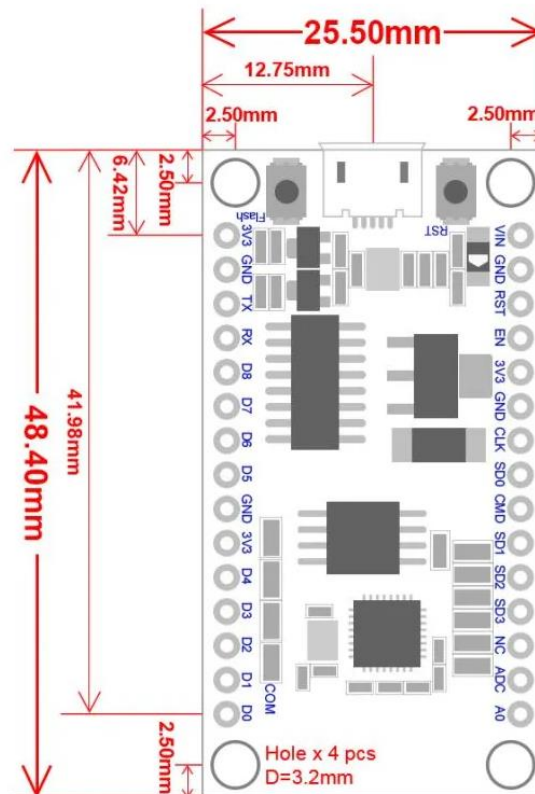 25.50mm
12.75mm
2.50mm
2.50mm
2.50mm
6.42mm
41.98mm
48.40mm
2.50mm
Flash
RST
3V3
GND
TX
RX
D8
D7
D6
D5
GND
3V3
D4
D3
D2
D1
D0
COM
VIN
GND
RST
EN
3V3
GND
CLK
SD0
CMD
SD1
SD2
SD3
NC
ADC
A0
Hole x 4 pcs
D=3.2mm